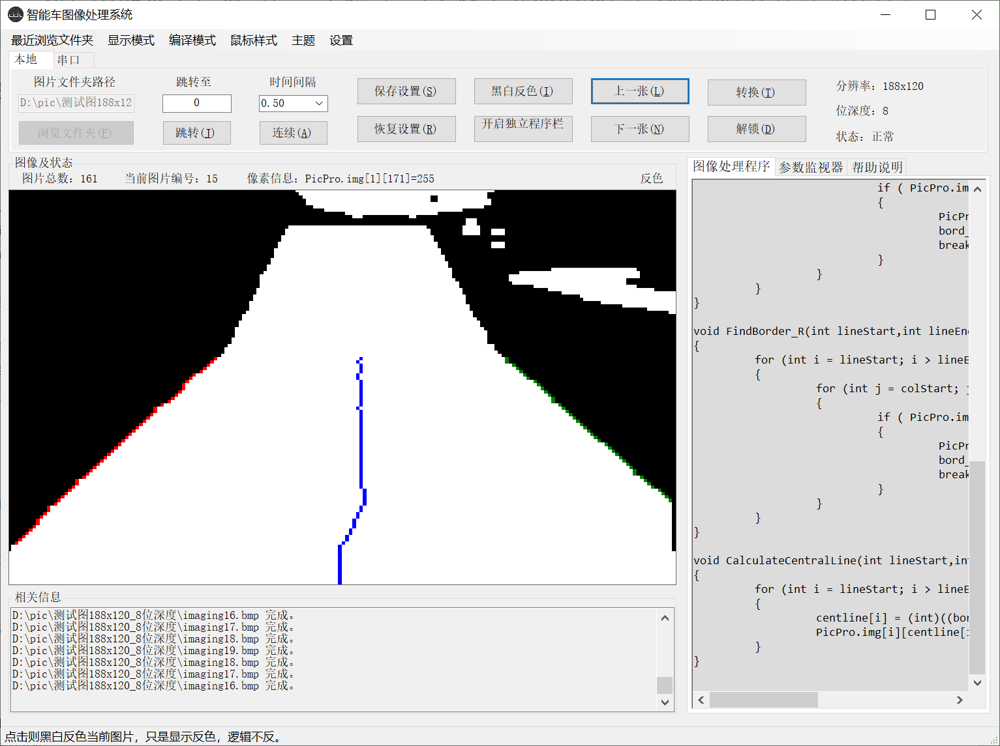 智能车图像处理系统
最近浏览文件夹 显示模式 编译模式 鼠标样式 主题 设置
本地 串口
图片文件夹路径 跳转至 时间间隔
D:\pic\测试图188x12 0 0.50
浏览文件夹(F) 跳转(J) 连续(A)
保存设置(S) 黑白反色(I) 上一张(L) 转换(T)
恢复设置(R) 开启独立程序栏 下一张(N) 解锁(D)
分辨率: 188x120
位深度: 8
状态: 正常
图像及状态
图片总数: 161 当前图片编号: 15 像素信息: PicPro.img[1][171]=255 反色
图像处理程序 参数监视器 帮助说明
if ( PicPro.im
{
PicPr
bord_
break
}
}
}
}
void FindBorder_R(int lineStart,int lineEn
{
for (int i = lineStart; i > lineE
{
for (int j = colStart; j
{
if ( PicPro.im
{
PicPr
bord_
break
}
}
}
}
void CalculateCentralLine(int lineStart,in
{
for (int i = lineStart; i > lineE
{
centline[i] = (int)((bor
PicPro.img[i][centline[i
}
}
相关信息
D:\pic\测试图188x120_8位深度\imaging16.bmp 完成。
D:\pic\测试图188x120_8位深度\imaging17.bmp 完成。
D:\pic\测试图188x120_8位深度\imaging18.bmp 完成。
D:\pic\测试图188x120_8位深度\imaging19.bmp 完成。
D:\pic\测试图188x120_8位深度\imaging18.bmp 完成。
D:\pic\测试图188x120_8位深度\imaging17.bmp 完成。
D:\pic\测试图188x120_8位深度\imaging16.bmp 完成。
点击则黑白反色当前图片，只是显示反色，逻辑不反。